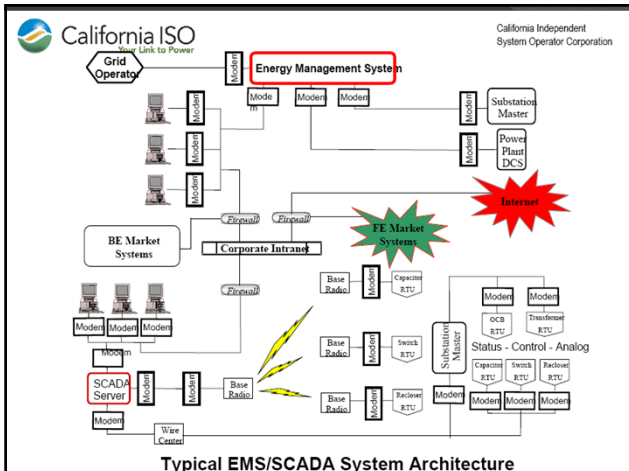 California ISO
Your Link to Power
California Independent
System Operator Corporation
Grid
Operator
Modem
Energy Management System
Mode
m
Modem
Modem
Modem
Substation
Master
Modem
Modem
Modem
Modem
Power
Plant
DCS
Internet
Firewall
Firewall
FE Market
Systems
BE Market
Systems
Corporate Intranet
Firewall
Base
Radio
Modem
Capacitor
RTU
Modem
Modem
Modem
Modem
Base
Radio
Modem
Switch
RTU
Substation
Master
Modem
Modem
OCB
RTU
Transformer
RTU
Status - Control - Analog
Capacitor
RTU
Switch
RTU
Recloser
RTU
SCADA
Server
Modem
Modem
Base
Radio
Base
Radio
Modem
Recloser
RTU
Modem
Modem
Modem
Modem
Modem
Wire
Center
Typical EMS/SCADA System Architecture